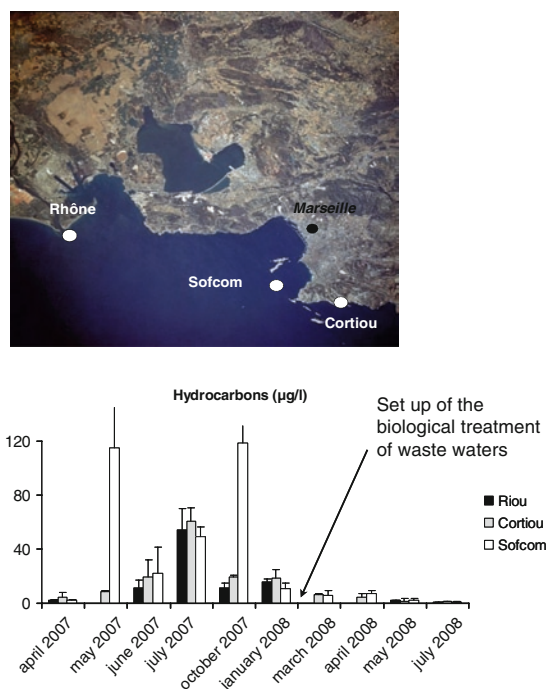 Rhône
Marseille
Sofcom
Cortiou
Hydrocarbons (µg/l)
Set up of the
biological treatment
of waste waters
120
80
40
0
Riou
Cortiou
Sofcom
april 2007
may 2007
june 2007
july 2007
october 2007
january 2008
march 2008
april 2008
may 2008
july 2008